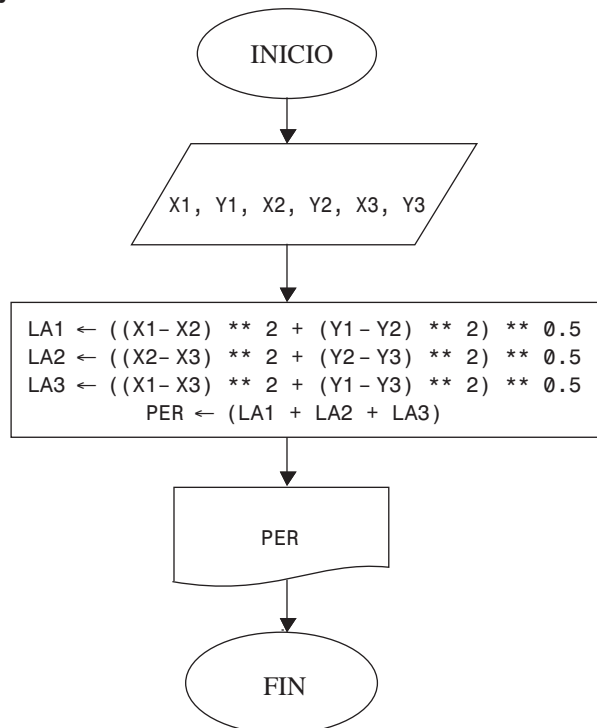 INICIO
X1, Y1, X2, Y2, X3, Y3
LA1 ← ((X1–X2) ** 2 + (Y1–Y2) ** 2) ** 0.5
LA2 ← ((X2–X3) ** 2 + (Y2–Y3) ** 2) ** 0.5
LA3 ← ((X1–X3) ** 2 + (Y1–Y3) ** 2) ** 0.5
PER ← (LA1 + LA2 + LA3)
PER
FIN